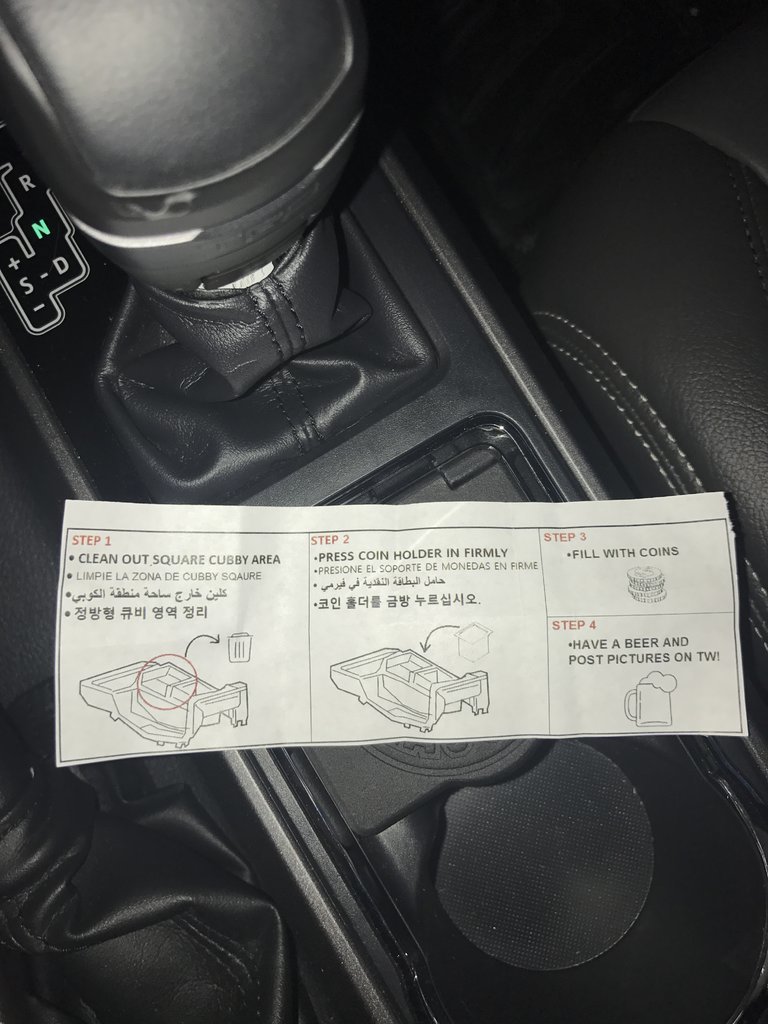 R
N
+
S - D
-
STEP 1
• CLEAN OUT SQUARE CUBBY AREA
• LIMPIE LA ZONA DE CUBBY SQAURE
• كلين خارج ساحة منطقة الكوبي
• 정방형 큐비 영역 정리
STEP 2
•PRESS COIN HOLDER IN FIRMLY
•PRESIONE EL SOPORTE DE MONEDAS EN FIRME
• حامل البطاقة النقدية في فيرمي
•코인 홀더를 금방 누르십시오.
STEP 3
•FILL WITH COINS
STEP 4
•HAVE A BEER AND
POST PICTURES ON TW!